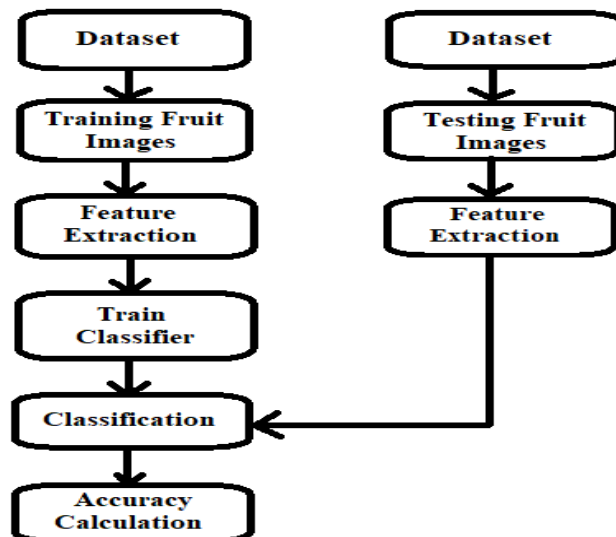 Dataset
Training Fruit
Images
Feature
Extraction
Train
Classifier
Classification
Accuracy
Calculation
Dataset
Testing Fruit
Images
Feature
Extraction